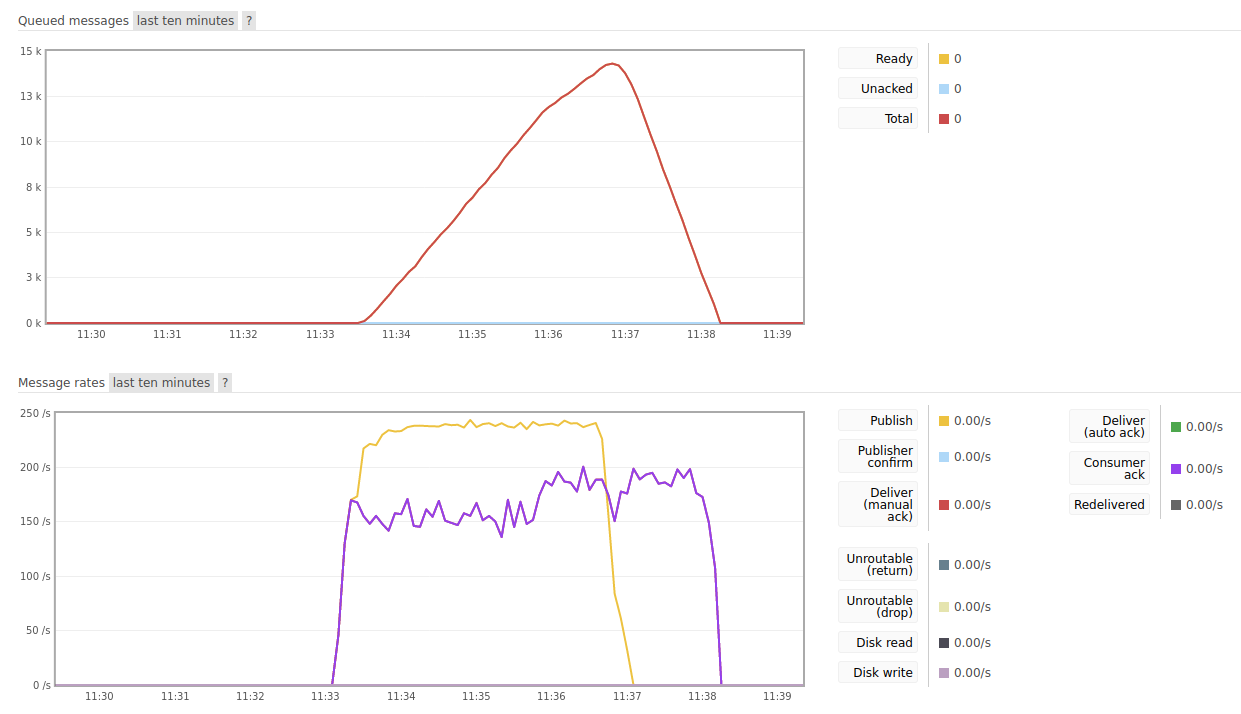 Queued messages last ten minutes ?
15 k
13 k
10 k
8 k
5 k
3 k
0 k
11:30 11:31 11:32 11:33 11:34 11:35 11:36 11:37 11:38 11:39
Ready 0
Unacked 0
Total 0
Message rates last ten minutes ?
250 /s
200 /s
150 /s
100 /s
50 /s
0 /s
11:30 11:31 11:32 11:33 11:34 11:35 11:36 11:37 11:38 11:39
Publish 0.00/s
Publisher
confirm 0.00/s
Deliver
(manual 0.00/s
ack)
Deliver
(auto ack) 0.00/s
Consumer
ack 0.00/s
Redelivered 0.00/s
Unroutable
(return) 0.00/s
Unroutable
(drop) 0.00/s
Disk read 0.00/s
Disk write 0.00/s